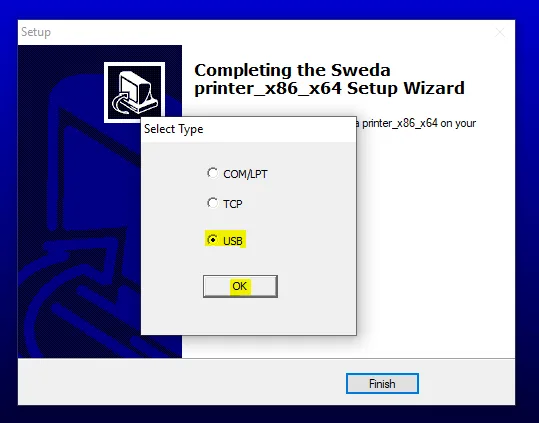 Setup
Completing the Sweda
printer_x86_x64 Setup Wizard
printer_x86_x64 on your
Select Type
COM/LPT
TCP
USB
OK
Finish